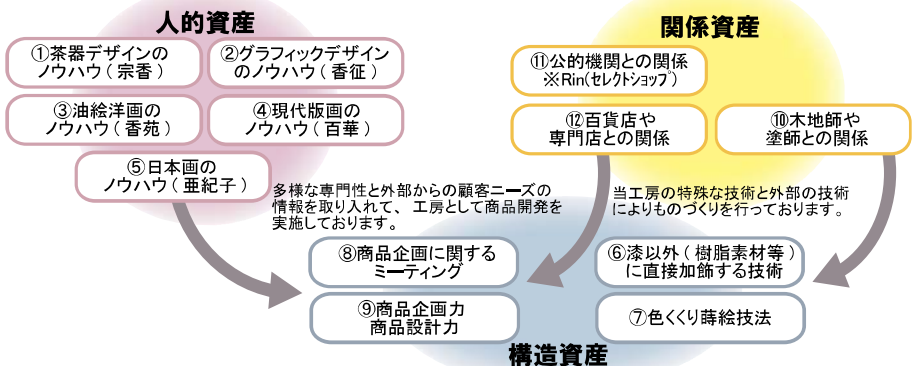 人的資産
①茶器デザインの
ノウハウ(宗香)
②グラフィックデザイン
のノウハウ(香征)
③油絵洋画の
ノウハウ(香苑)
④現代版画の
ノウハウ(百華)
⑤日本画の
ノウハウ(亜紀子)
関係資産
⑪公的機関との関係
※Rin(セレクトショップ)
⑫百貨店や
専門店との関係
⑩木地師や
塗師との関係
多様な専門性と外部からの顧客ニーズの
情報を取り入れて、工房として商品開発を
実施しております。
当工房の特殊な技術と外部の技術
によりものづくりを行っております。
⑧商品企画に関する
ミーティング
⑨商品企画力
商品設計力
⑥漆以外(樹脂素材等)
に直接加飾する技術
⑦色くくり蒔絵技法
構造資産